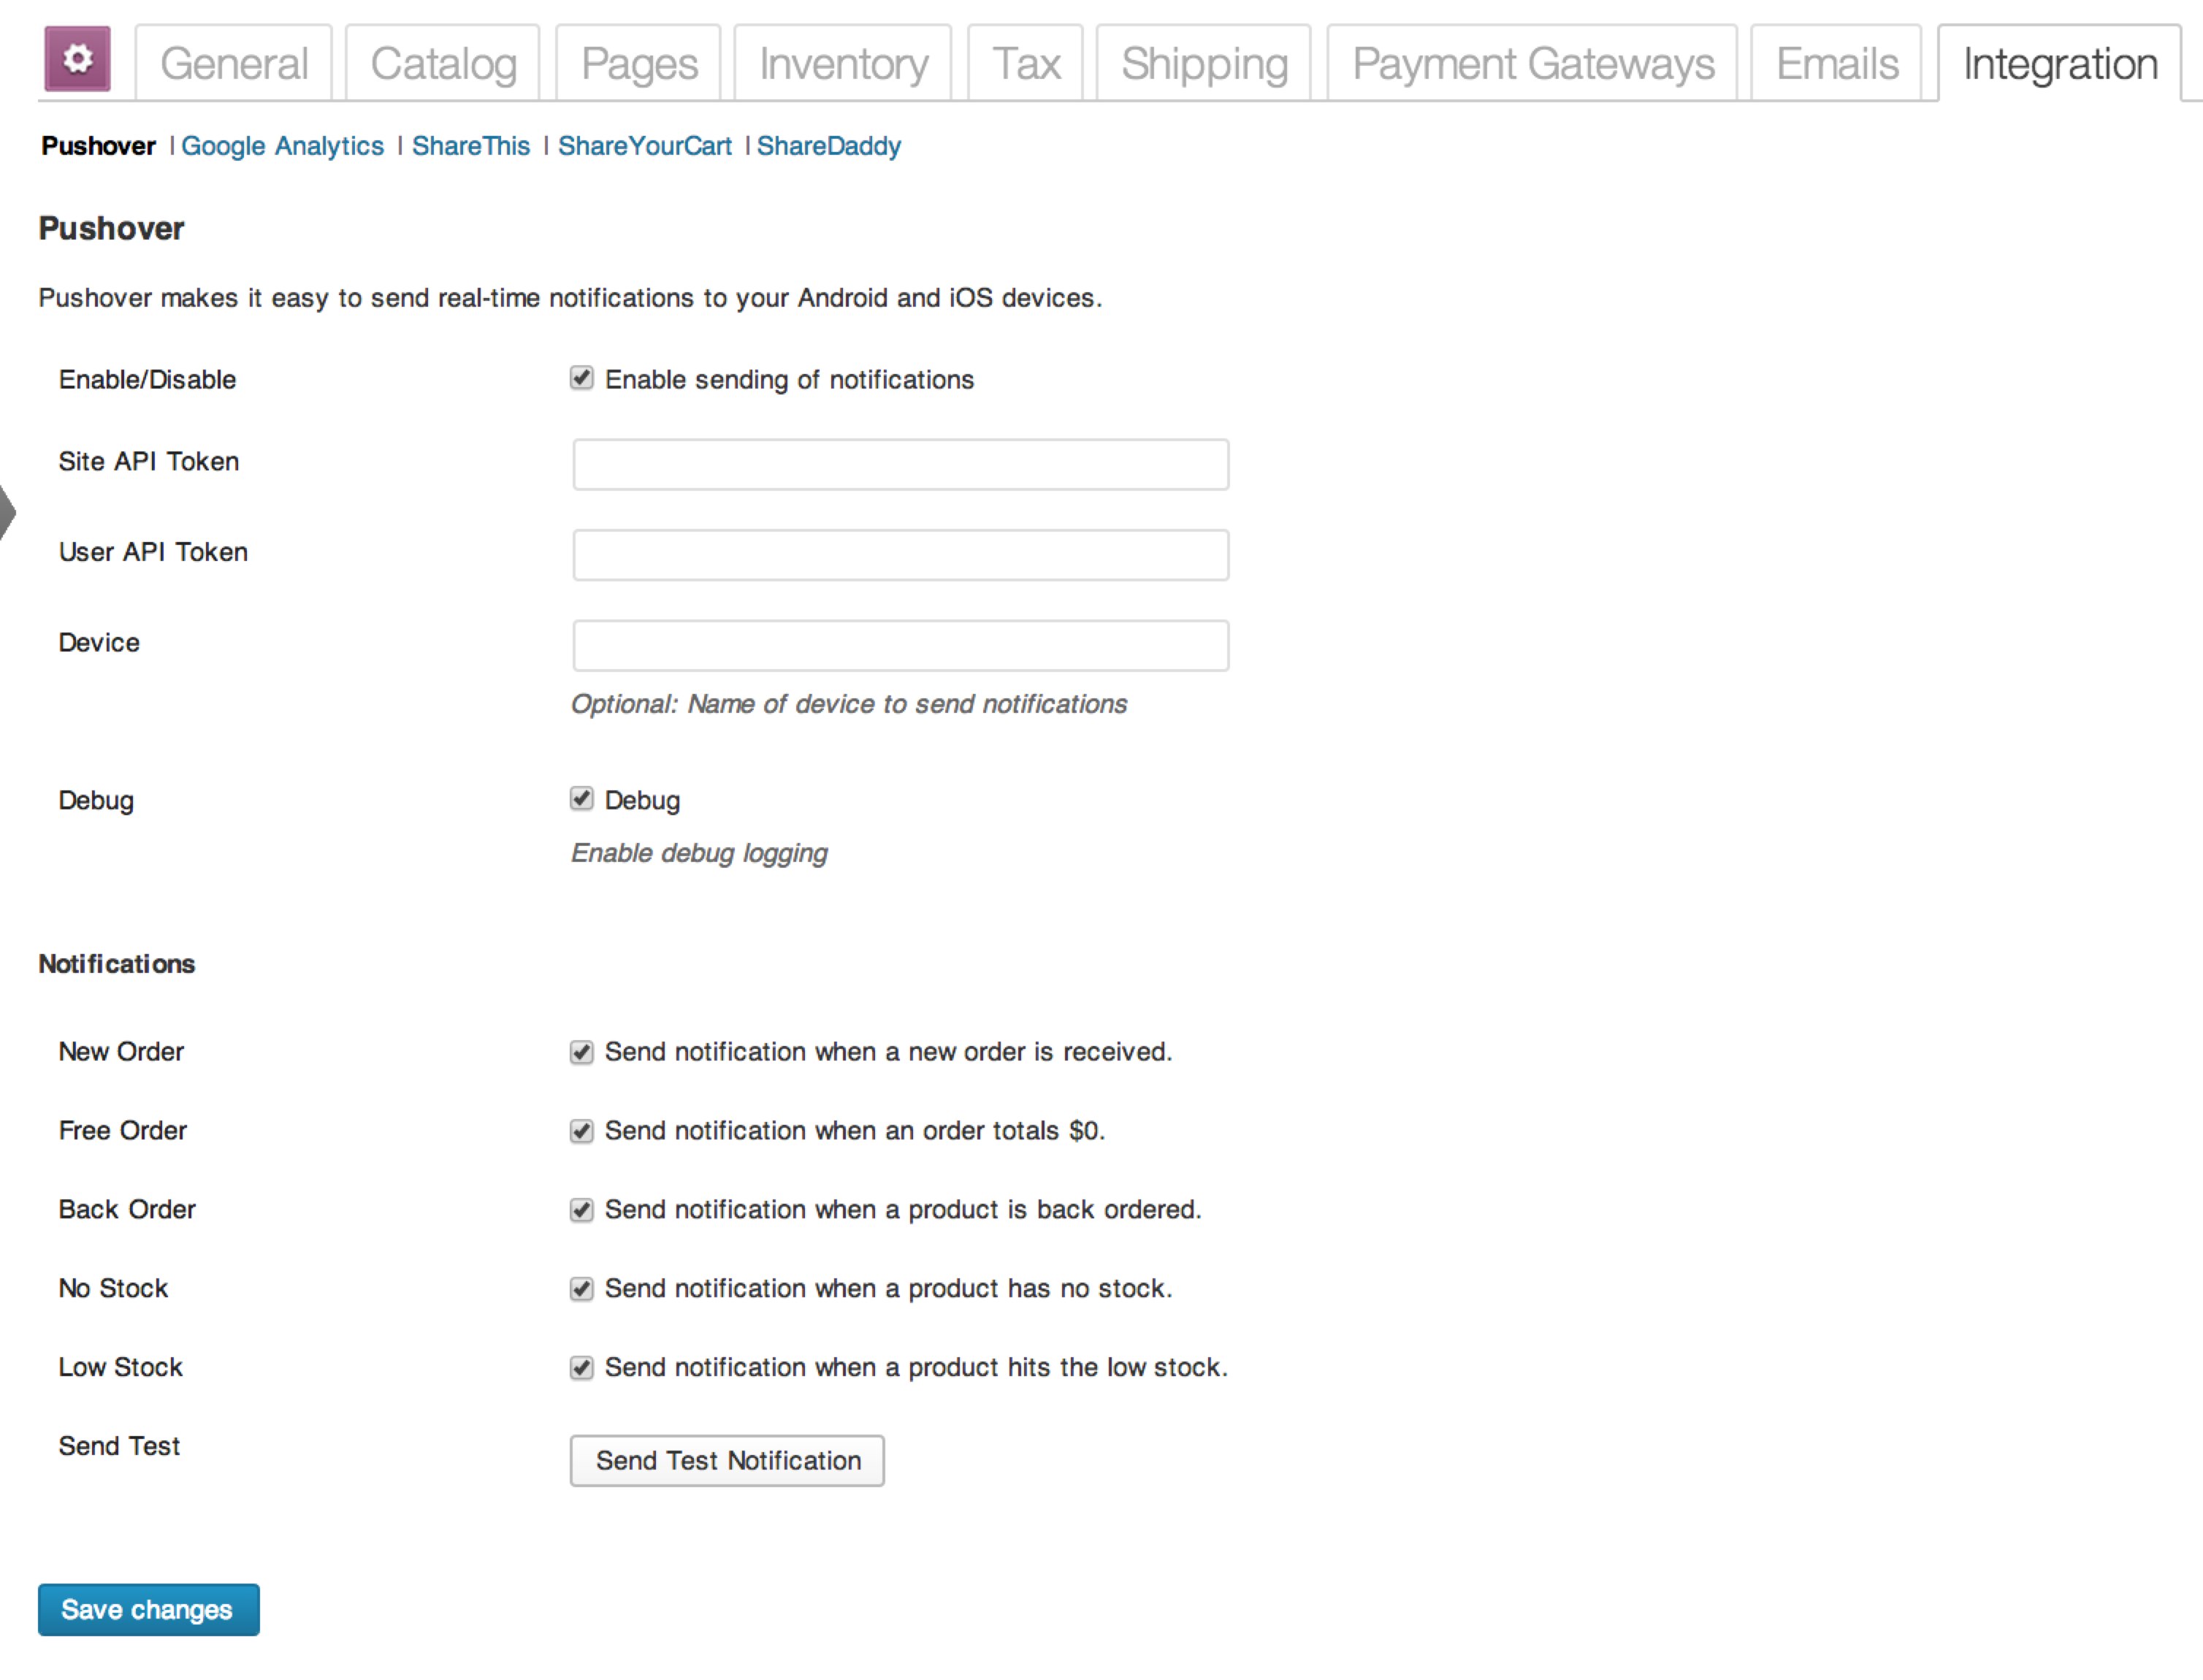 General Catalog Pages Inventory Tax Shipping Payment Gateways Emails Integration
Pushover | Google Analytics | ShareThis | ShareYourCart | ShareDaddy
Pushover
Pushover makes it easy to send real-time notifications to your Android and iOS devices.
Enable/Disable Enable sending of notifications
Site API Token
User API Token
Device
Optional: Name of device to send notifications
Debug Debug
Enable debug logging
Notifications
New Order Send notification when a new order is received.
Free Order Send notification when an order totals $0.
Back Order Send notification when a product is back ordered.
No Stock Send notification when a product has no stock.
Low Stock Send notification when a product hits the low stock.
Send Test Send Test Notification
Save changes